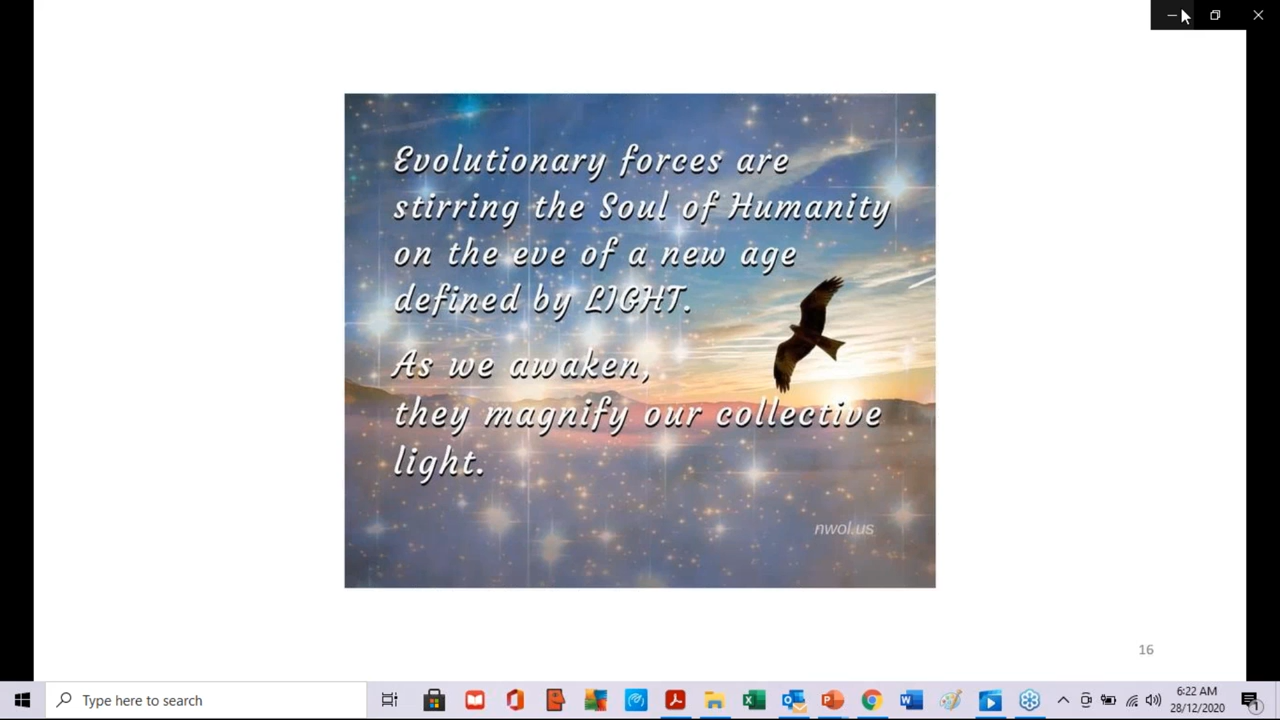 Evolutionary forces are
stirring the Soul of Humanity
on the eve of a new age
defined by LIGHT.
As we awaken,
they magnify our collective
light.
nwol.us
16
Type here to search
6:22 AM
28/12/2020
1